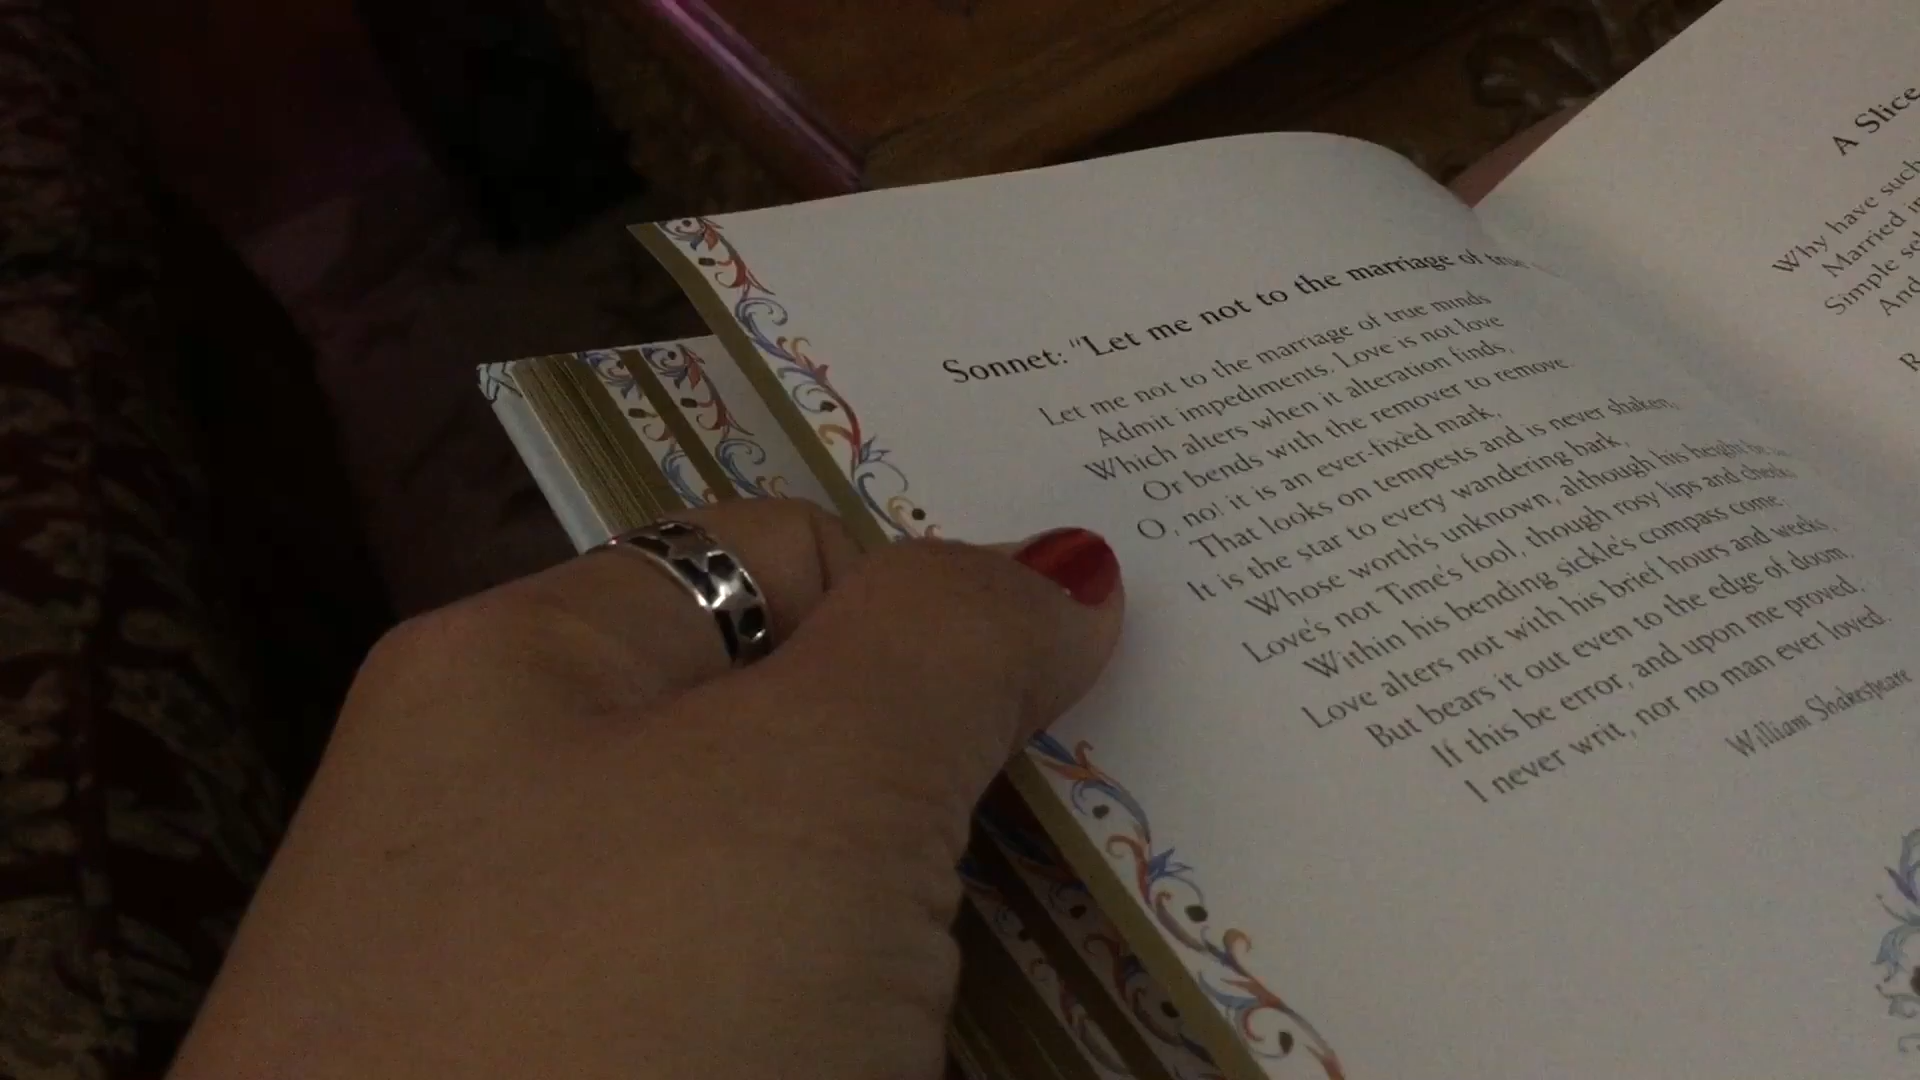 Sonnet: "Let me not to the marriage of true
Let me not to the marriage of true minds
Admit impediments. Love is not love
Which alters when it alteration finds,
Or bends with the remover to remove.
O, no! it is an ever-fixèd mark,
That looks on tempests and is never shaken;
It is the star to every wandering bark,
Whose worth's unknown, although his height
Love's not Time's fool, though rosy lips and cheeks
Within his bending sickle's compass come;
Love alters not with his brief hours and weeks,
But bears it out even to the edge of doom.
If this be error, and upon me proved,
I never writ, nor no man ever loved.
William Shakespeare
A Slice
Why have such
Married
Simple
And